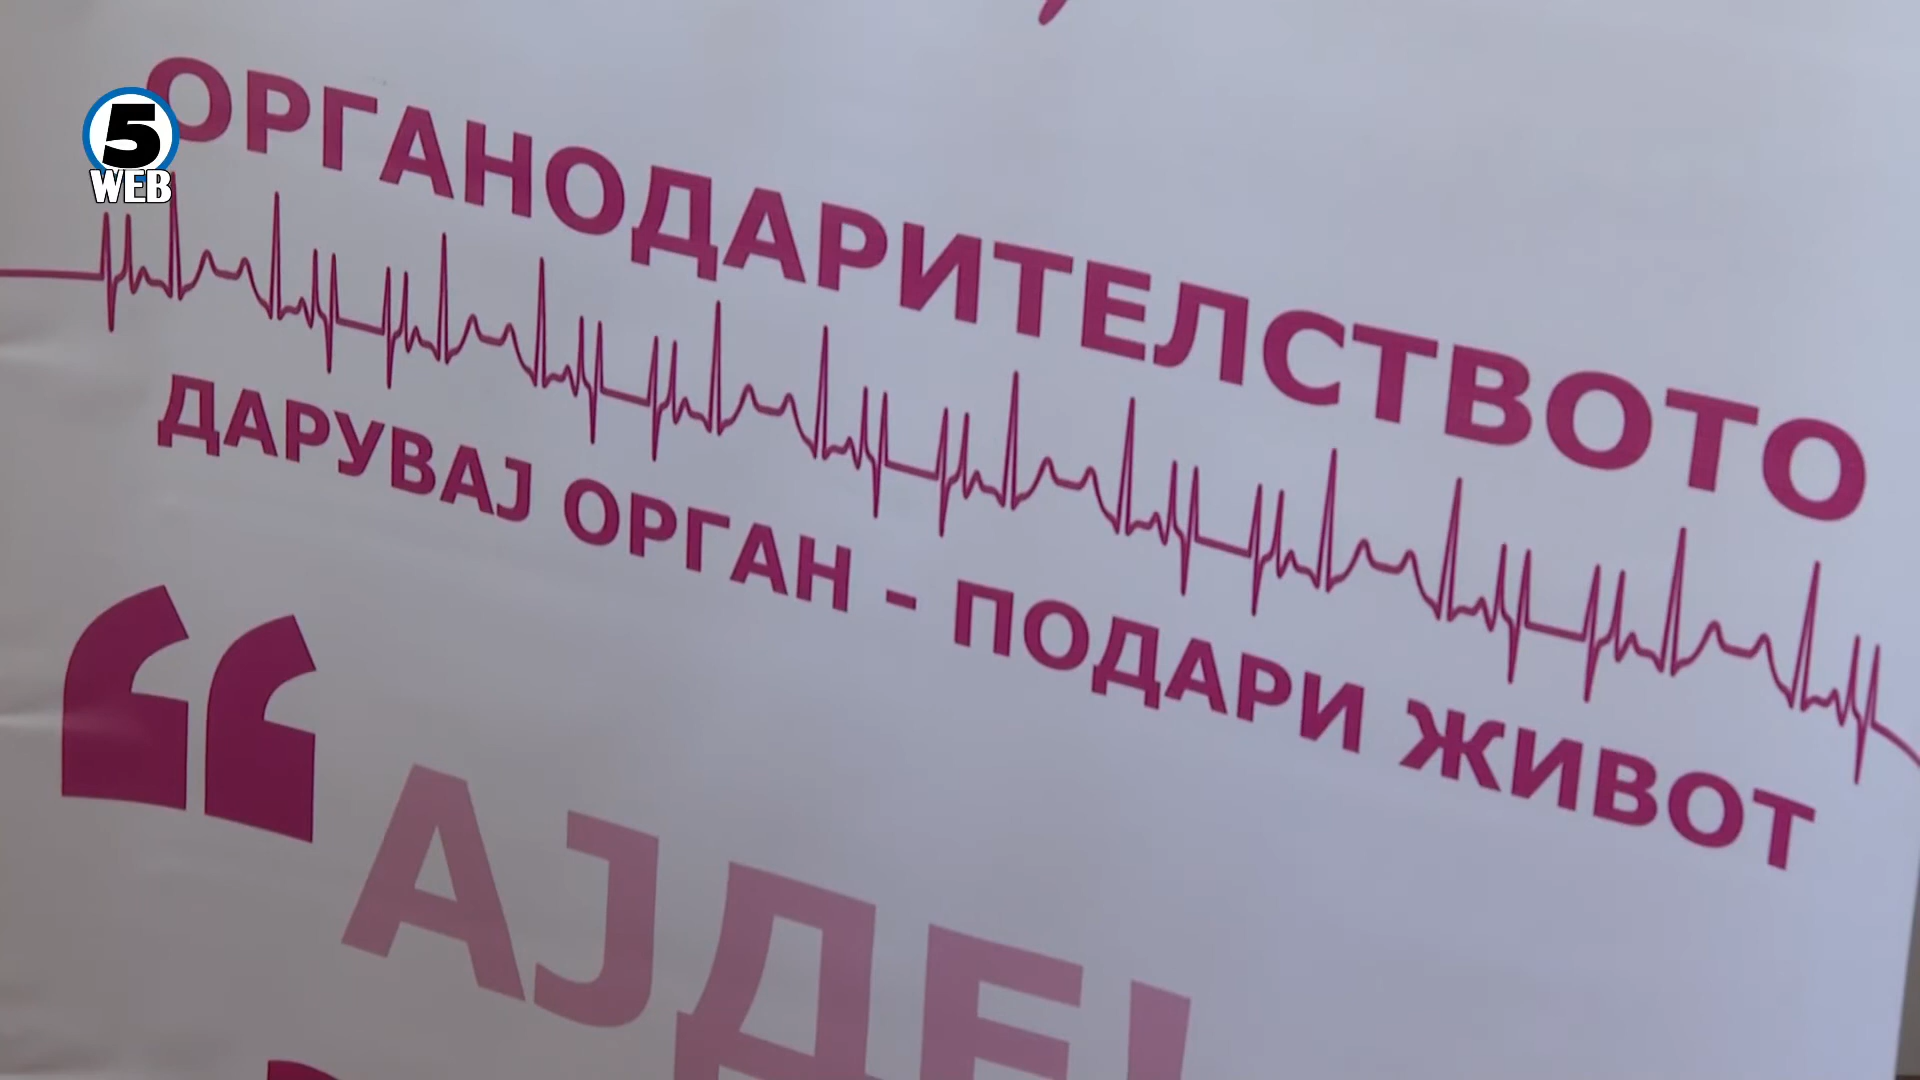 5
WEB
ОРГАНОДАРИТЕЛСТВОТО
ДАРУВАЈ ОРГАН - ПОДАРИ ЖИВОТ
“АЈДЕ!